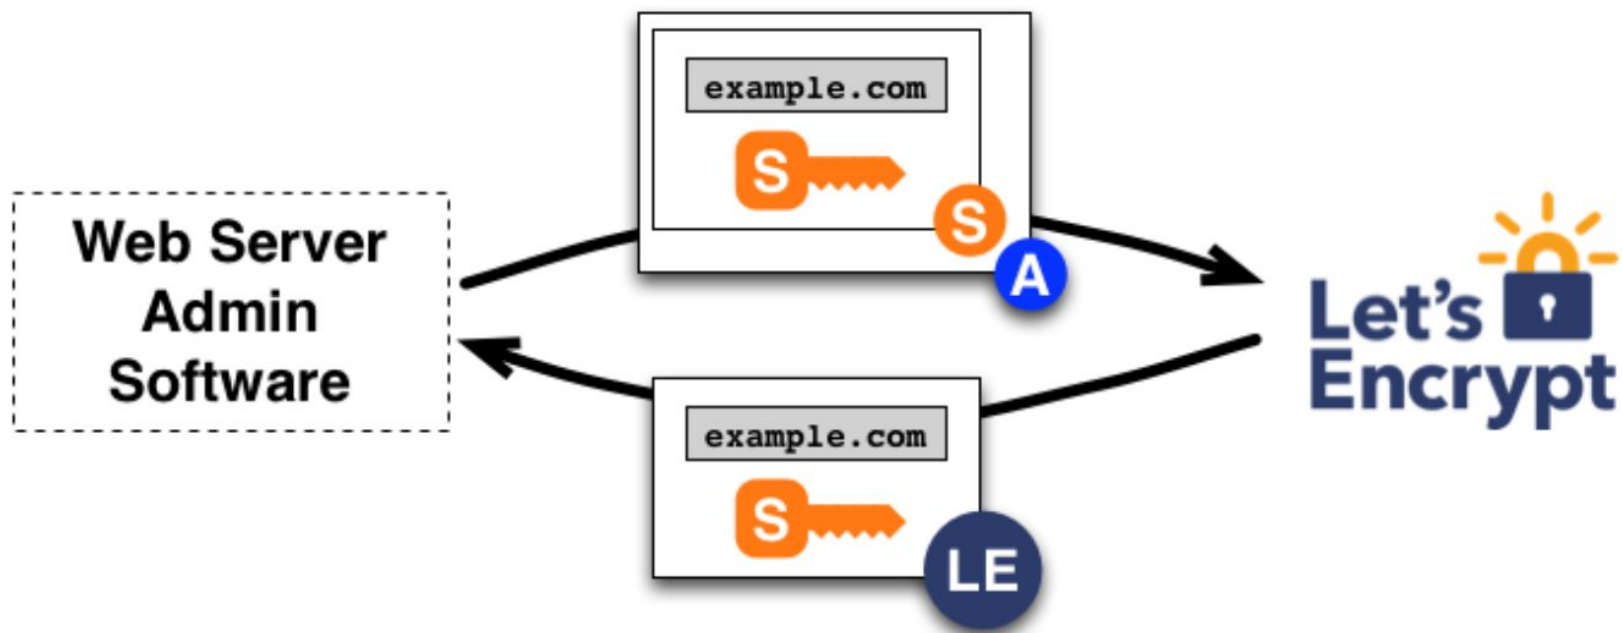 example.com
S
S
A
Web Server
Admin
Software
Let's
Encrypt
example.com
S
LE